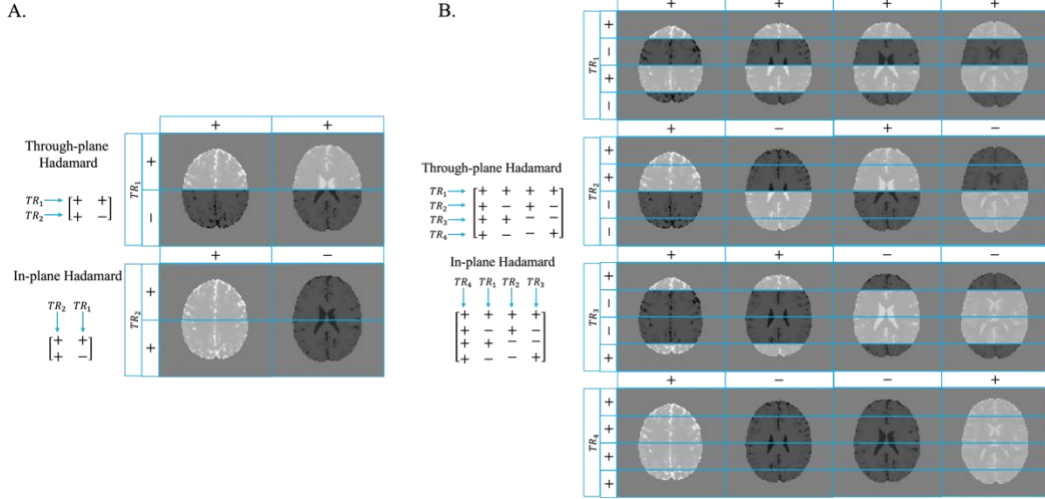 A.
Through-plane
Hadamard
TR₁ [+ +]
TR₂ [+ −]
In-plane Hadamard
TR₂ TR₁
[+ +]
[+ −]
+ +
TR₁
+
−
+ −
TR₂
+
+
B.
Through-plane Hadamard
TR₁ [+ + + +]
TR₂ [+ − + −]
TR₃ [+ + − −]
TR₄ [+ − − +]
In-plane Hadamard
TR₄ TR₁ TR₂ TR₃
[+ + + +]
[+ − + −]
[+ + − −]
[+ − − +]
+ + + +
TR₁
+
−
+
−
+ − + −
TR₂
+
+
−
−
+ + − −
TR₃
+
−
−
+
+ − − +
TR₄
+
+
+
+